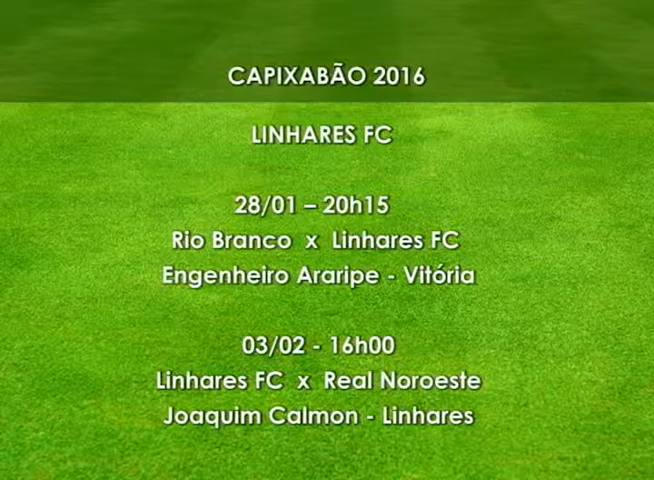 CAPIXABÃO 2016
LINHARES FC
28/01 – 20h15
Rio Branco x Linhares FC
Engenheiro Araripe - Vitória
03/02 - 16h00
Linhares FC x Real Noroeste
Joaquim Calmon - Linhares